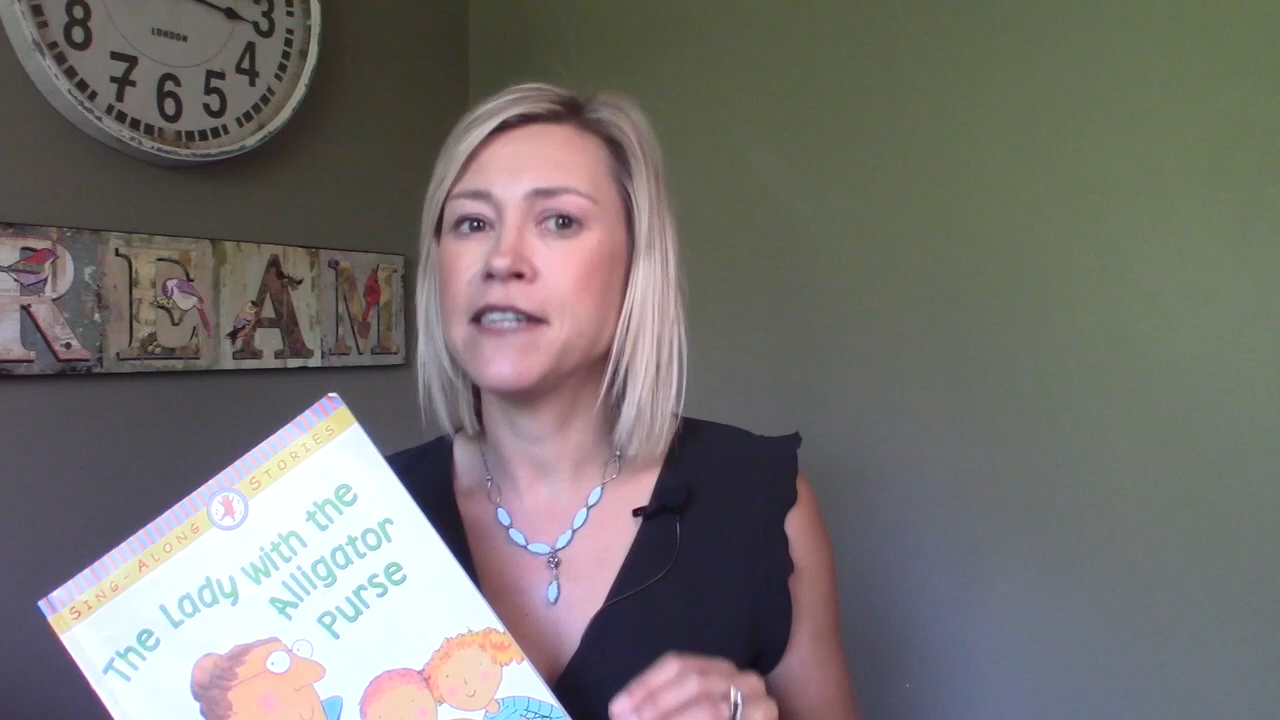 8 3
LONDON
7 6 5 4
REAM
SING-ALONG STORIES
The Lady with the
Alligator
Purse